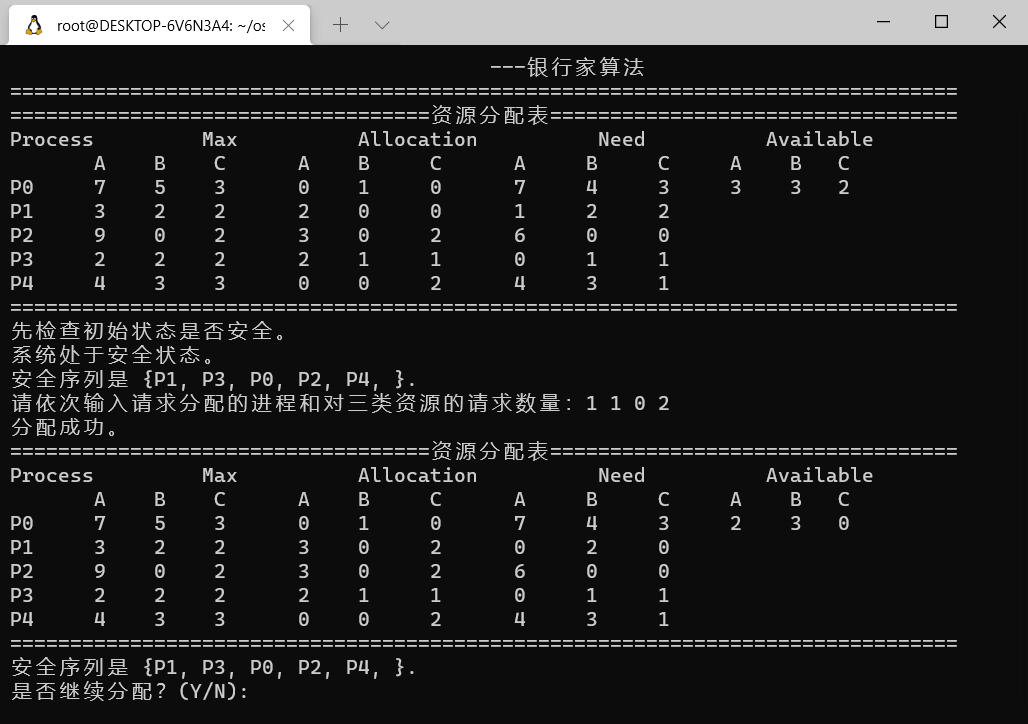 root@DESKTOP-6V6N3A4: ~/os
---银行家算法
===============================================================================
===================================资源分配表==================================
Process Max Allocation Need Available
A B C A B C A B C A B C
P0 7 5 3 0 1 0 7 4 3 3 3 2
P1 3 2 2 2 0 0 1 2 2
P2 9 0 2 3 0 2 6 0 0
P3 2 2 2 2 1 1 0 1 1
P4 4 3 3 0 0 2 4 3 1
===============================================================================
先检查初始状态是否安全。
系统处于安全状态。
安全序列是 {P1, P3, P0, P2, P4, }.
请依次输入请求分配的进程和对三类资源的请求数量: 1 1 0 2
分配成功。
===================================资源分配表==================================
Process Max Allocation Need Available
A B C A B C A B C A B C
P0 7 5 3 0 1 0 7 4 3 2 3 0
P1 3 2 2 3 0 2 0 2 0
P2 9 0 2 3 0 2 6 0 0
P3 2 2 2 2 1 1 0 1 1
P4 4 3 3 0 0 2 4 3 1
===============================================================================
安全序列是 {P1, P3, P0, P2, P4, }.
是否继续分配? (Y/N):